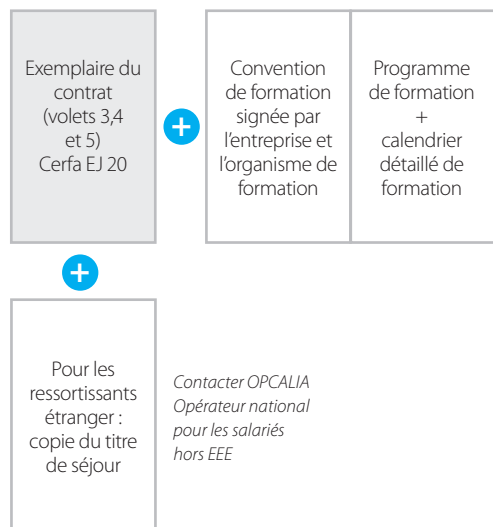 Exemplaire du
contrat
(volets 3,4
et 5)
Cerfa EJ 20
+
Convention
de formation
signée par
l'entreprise et
l'organisme de
formation
Programme
de formation
+
calendrier
détaillé de
formation
+
Pour les
ressortissants
étranger :
copie du titre
de séjour
Contacter OPCALIA
Opérateur national
pour les salariés
hors EEE